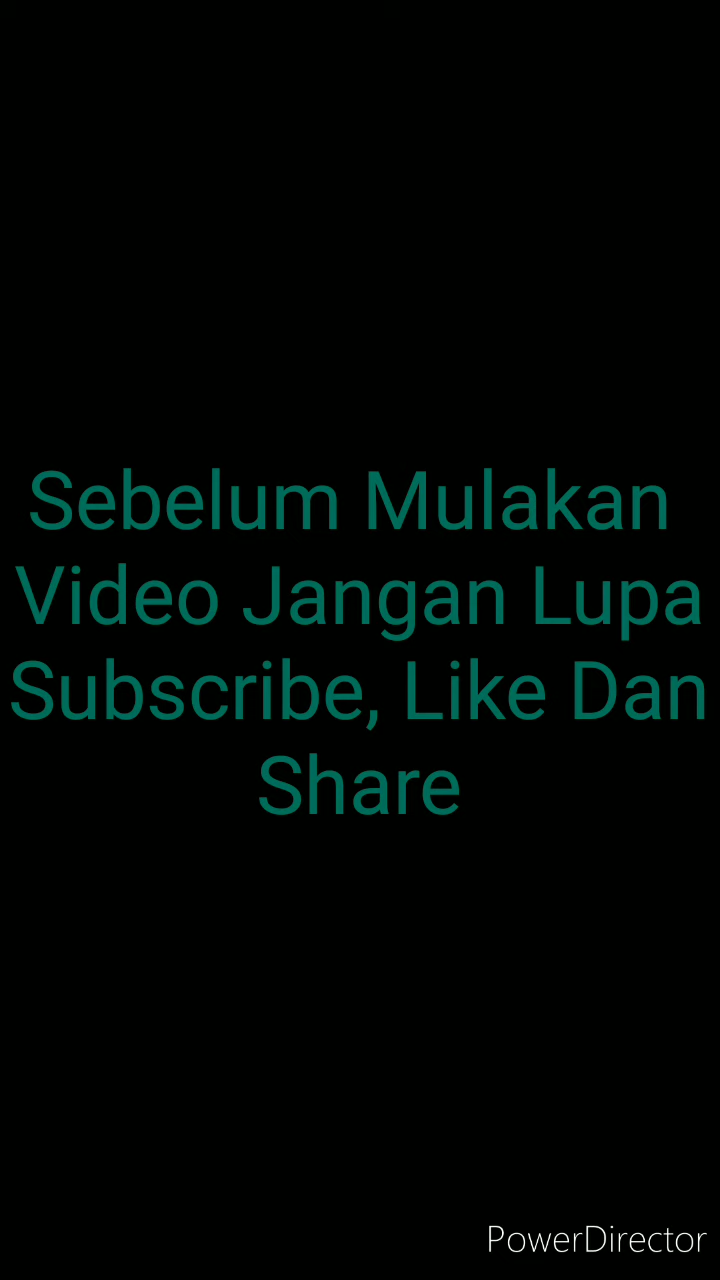 Sebelum Mulakan
Video Jangan Lupa
Subscribe, Like Dan
Share
PowerDirector